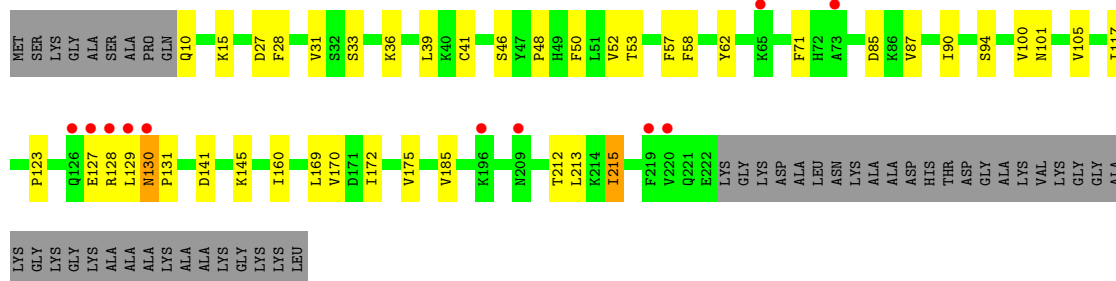 MET SER LYS GLY ALA SER ALA PRO GLN Q10 K15 D27 F28 V31 S32 S33 K36 L39 K40 C41 S46 Y47 P48 H49 F50 L51 V52 T53 F57 F58 Y62 K65 F71 H72 A73 D85 K86 V87 I90 S94 V100 N101 V105
P123 Q126 E127 R128 L129 N130 P131 D141 K145 I160 L169 V170 D171 I172 V175 V185 K196 N209 T212 L213 K214 I215 F219 V220 Q221 E222 LYS GLY LYS ASP ALA LEU ASN LYS ALA ALA ASP HIS THR ASP GLY ALA LYS VAL LYS GLY GLY ALA
LYS GLY LYS GLY LYS ALA ALA ALA LYS ALA ALA LYS GLY LYS LYS LEU